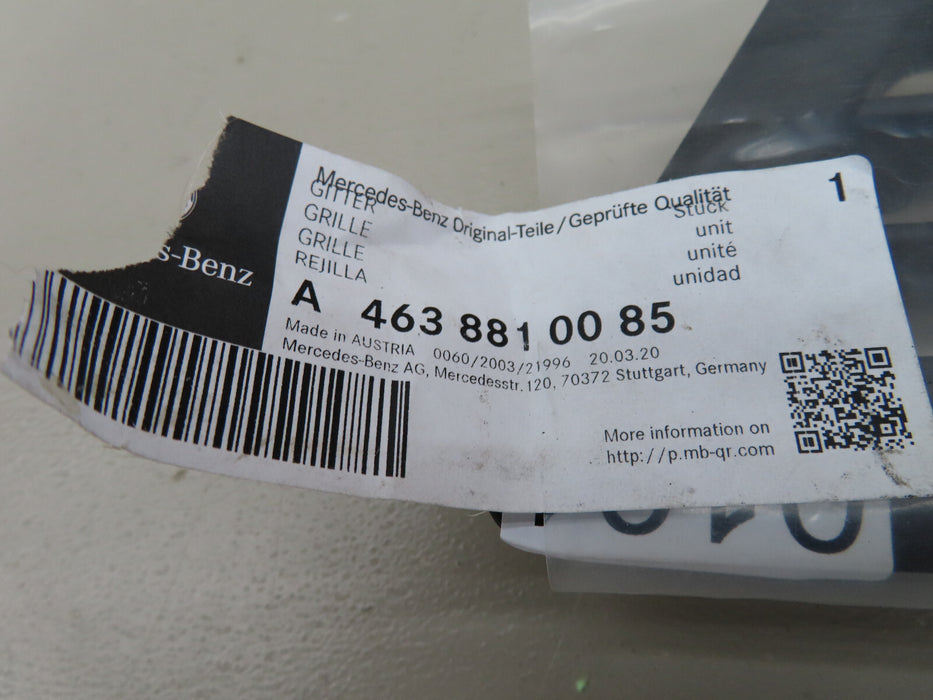 Mercedes-Benz Original-Teile/Geprüfte Qualität
1
GITTER Stück
GRILLE unit
GRILLE unité
REJILLA unidad
s-Benz
A 463 881 00 85
Made in AUSTRIA 0060/2003/21996 20.03.20
Mercedes-Benz AG, Mercedesstr. 120, 70372 Stuttgart, Germany
More information on
http://p.mb-qr.com